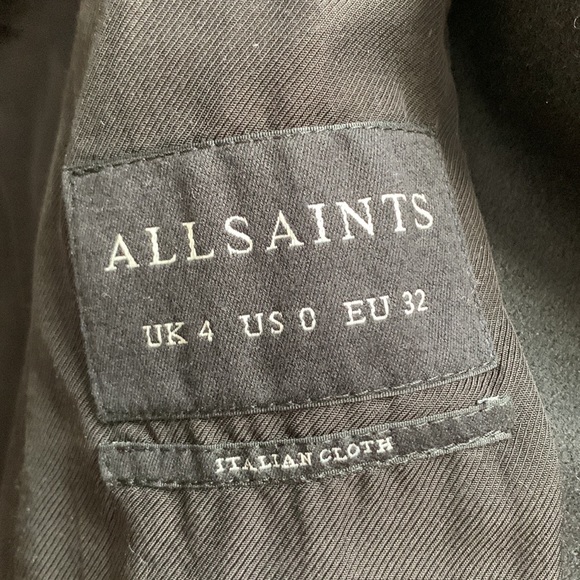 ALLSAINTS
UK 4 US 0 EU 32
ITALIAN CLOTH